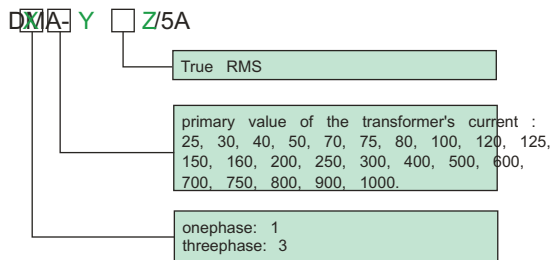 DMA- Y Z/5A
X
True RMS
primary value of the transformer's current :
25, 30, 40, 50, 70, 75, 80, 100, 120, 125,
150, 160, 200, 250, 300, 400, 500, 600,
700, 750, 800, 900, 1000.
onephase: 1
threephase: 3